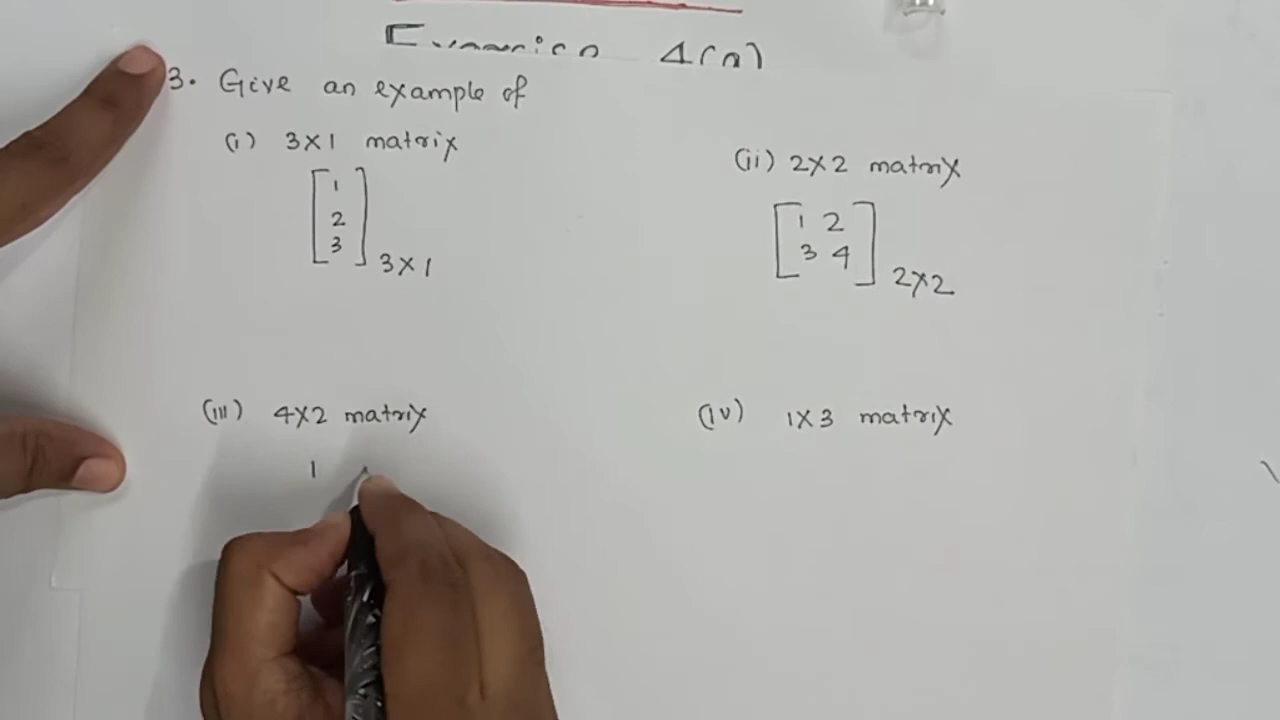 3. Give an example of
(i) 3×1 matrix
[1
2
3] 3×1
(ii) 2×2 matrix
[1 2
3 4] 2×2
(iii) 4×2 matrix
1
(iv) 1×3 matrix